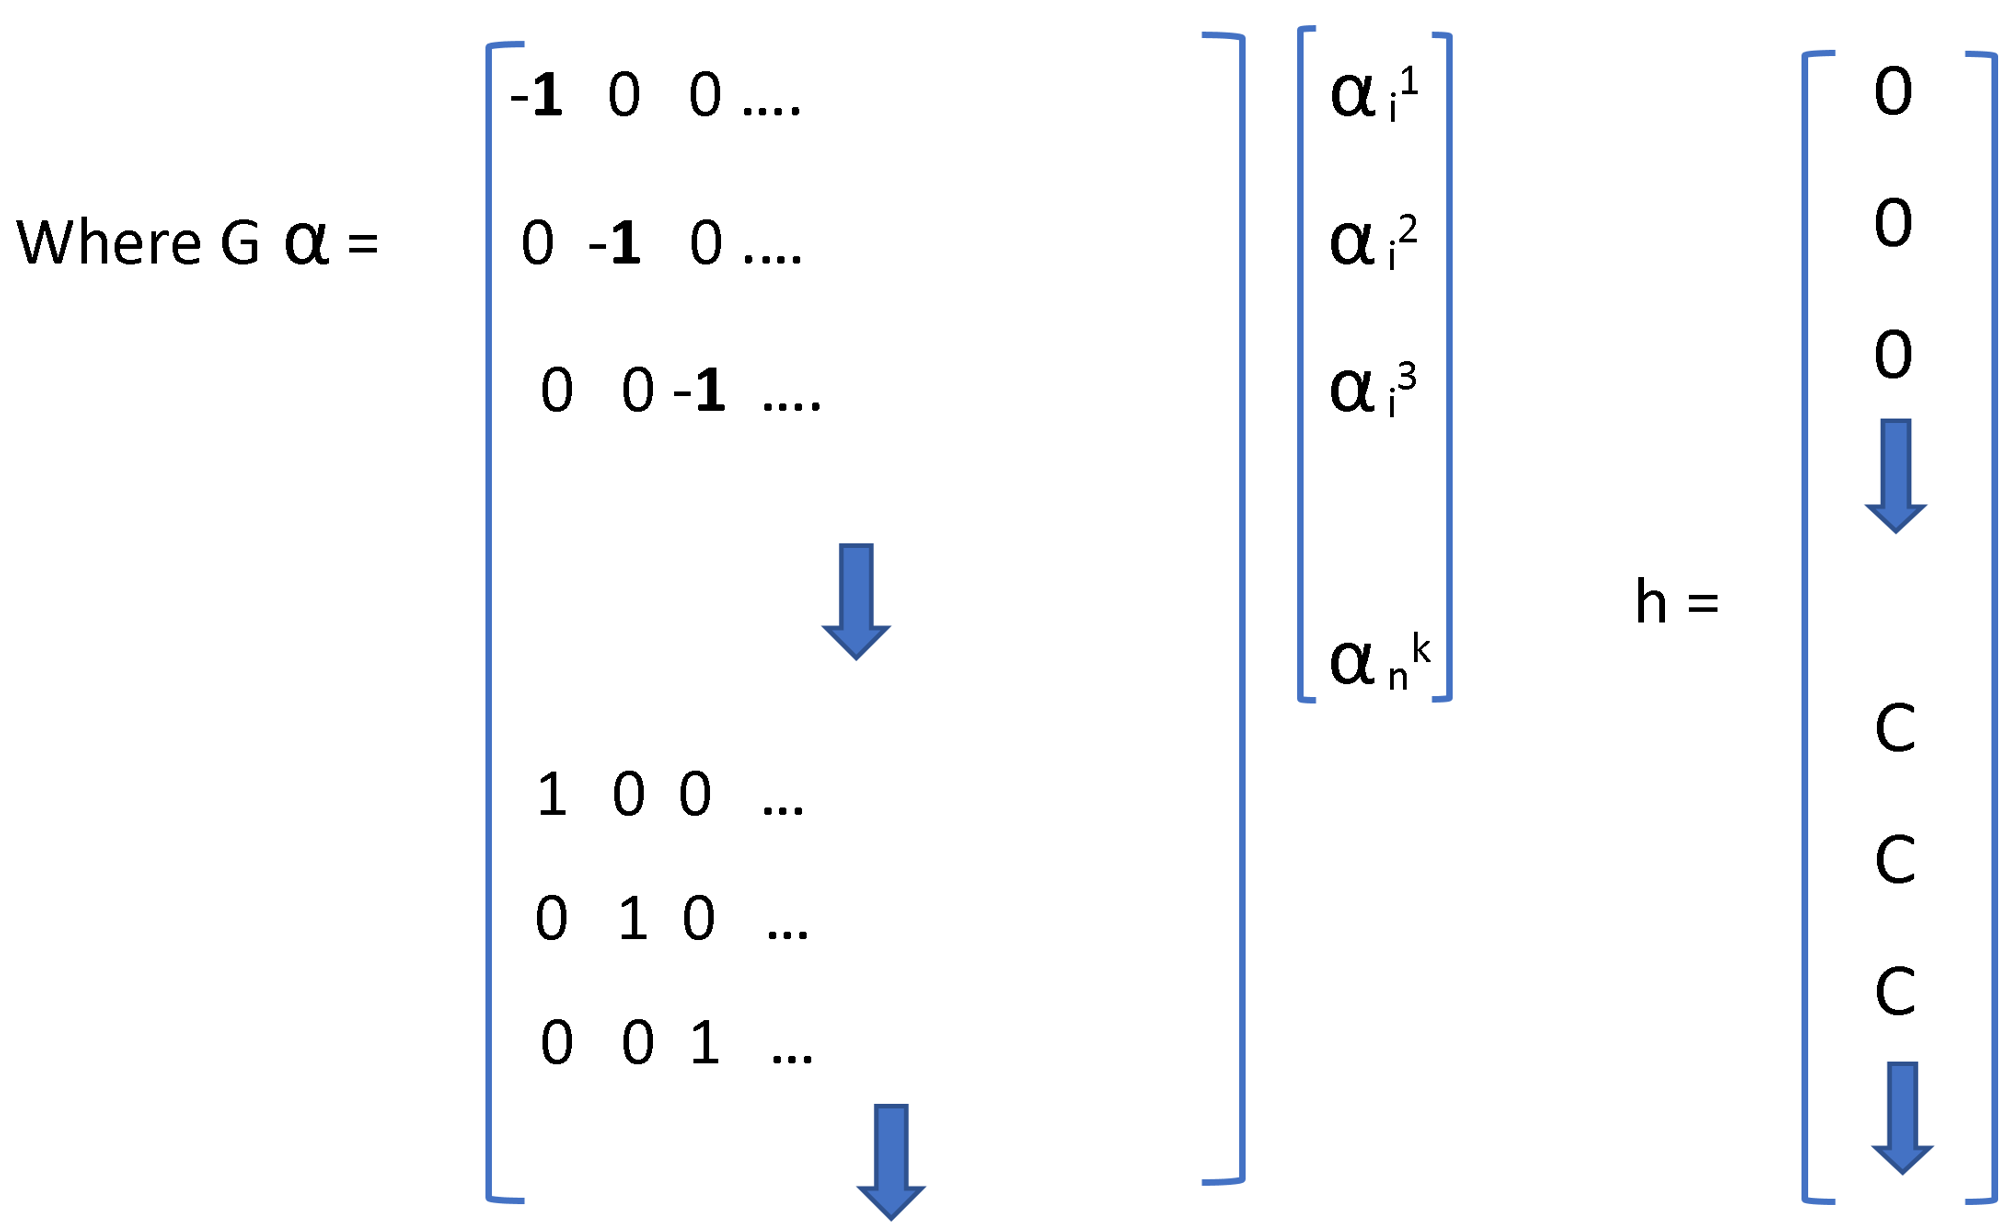 -1 0 0 ....
Where G α =
0 -1 0 ....
0 0 -1 ....
1 0 0 ...
0 1 0 ...
0 0 1 ...
α i 1
α i 2
α i 3
α n k
h =
0
0
0
C
C
C